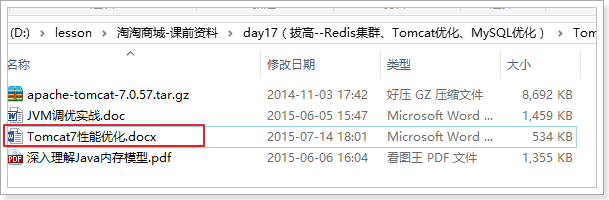 (D:) › lesson › 淘淘商城-课前资料 › day17（拔高--Redis集群、Tomcat优化、MySQL优化） › Tom
名称 修改日期 类型 大小
apache-tomcat-7.0.57.tar.gz 2014-11-03 17:42 好压 GZ 压缩文件 8,692 KB
JVM调优实战.doc 2015-06-05 15:47 Microsoft Word ... 1,459 KB
Tomcat7性能优化.docx 2015-07-14 18:01 Microsoft Word ... 534 KB
深入理解Java内存模型.pdf 2015-06-06 16:04 看图王 PDF 文件 1,355 KB